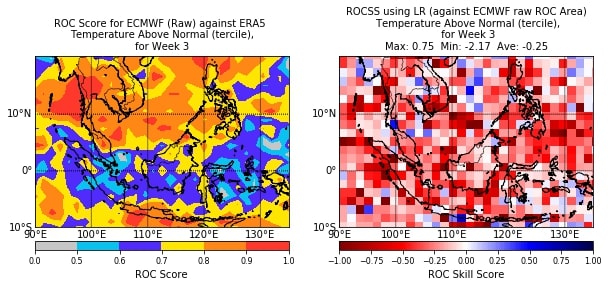 ROC Score for ECMWF (Raw) against ERA5
Temperature Above Normal (tercile),
for Week 3
10°N
0°
10°S
90°E 100°E 110°E 120°E 130°E
0.0 0.5 0.6 0.7 0.8 0.9 1.0
ROC Score
ROCSS using LR (against ECMWF raw ROC Area)
Temperature Above Normal (tercile),
for Week 3
Max: 0.75 Min: -2.17 Ave: -0.25
10°N
0°
10°S
90°E 100°E 110°E 120°E 130°E
−1.00 −0.75 −0.50 −0.25 0.00 0.25 0.50 0.75 1.00
ROC Skill Score